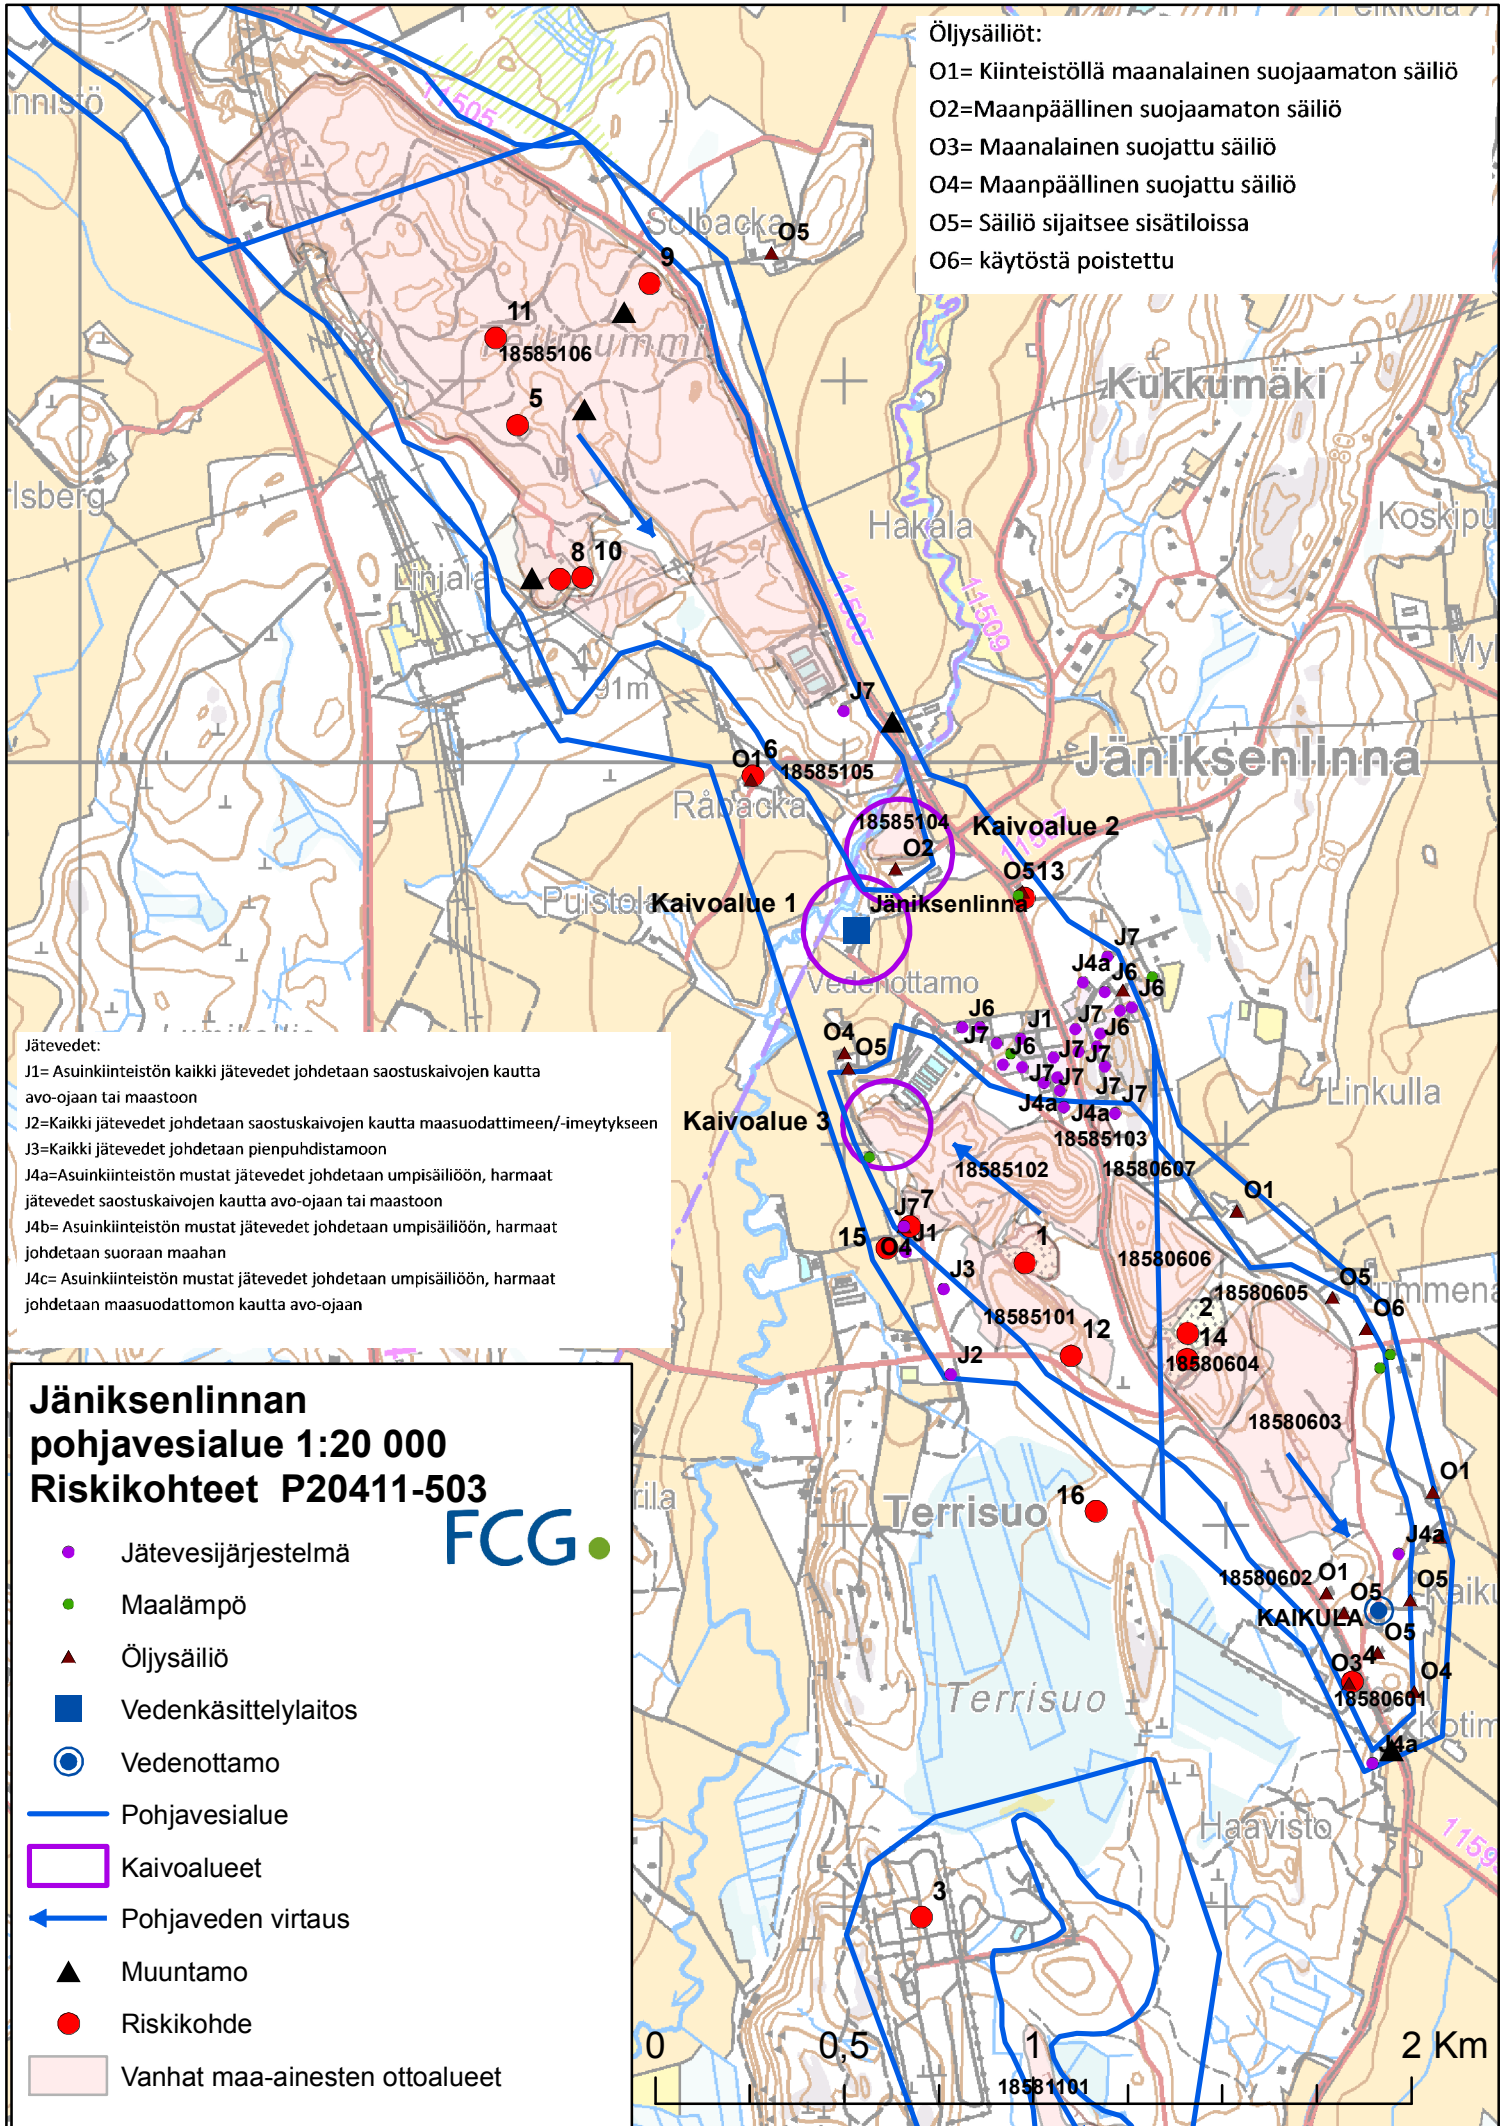 Öljysäiliöt:
O1= Kiinteistöllä maanalainen suojaamaton säiliö
O2=Maanpäällinen suojaamaton säiliö
O3= Maanalainen suojattu säiliö
O4= Maanpäällinen suojattu säiliö
O5= Säiliö sijaitsee sisätiloissa
O6= käytöstä poistettu
11505
Solbacka
O5
9
11
18585106
Kukkumäki
5
Hakala
Koskipu
lsberg
8 10
Linjala
11595
11509
91m
J7
Jäniksenlinna
O1 6
18585105
Råbacka
18585104
Kaivoalue 2
O2
O513
Puistola
Kaivoalue 1
Jäniksenlinna
Vedenottamo
J7
J4a
J6
J6
J6
J7
J1
J7
J6
J6
J7
J7
J7
J7
J7
J4a
J4a
J7
O4
O5
Linkulla
Kaivoalue 3
18585103
18585102
18580607
O1
J7
7
J1
15
O4
1
J3
18580606
O5
18580605
O6
2
14
18585101
12
18580604
J2
18580603
O1
Terrisuo
16
J4a
18580602
O1
O5
O5
KAIKULA
O5
O3
4
O4
18580601
Terrisuo
Kotim
J4a
Haavisto
3
18581101
Jätevedet:
J1= Asuinkiinteistön kaikki jätevedet johdetaan saostuskaivojen kautta
avo-ojaan tai maastoon
J2=Kaikki jätevedet johdetaan saostuskaivojen kautta maasuodattimeen/-imeytykseen
J3=Kaikki jätevedet johdetaan pienpuhdistamoon
J4a=Asuinkiinteistön mustat jätevedet johdetaan umpisäiliöön, harmaat
jätevedet saostuskaivojen kautta avo-ojaan tai maastoon
J4b= Asuinkiinteistön mustat jätevedet johdetaan umpisäiliöön, harmaat
johdetaan suoraan maahan
J4c= Asuinkiinteistön mustat jätevedet johdetaan umpisäiliöön, harmaat
johdetaan maasuodattomon kautta avo-ojaan
Jäniksenlinnan
pohjavesialue 1:20 000
Riskikohteet P20411-503
FCG
Jätevesijärjestelmä
Maalämpö
Öljysäiliö
Vedenkäsittelylaitos
Vedenottamo
Pohjavesialue
Kaivoalueet
Pohjaveden virtaus
Muuntamo
Riskikohde
Vanhat maa-ainesten ottoalueet
0 0,5 1 2 Km